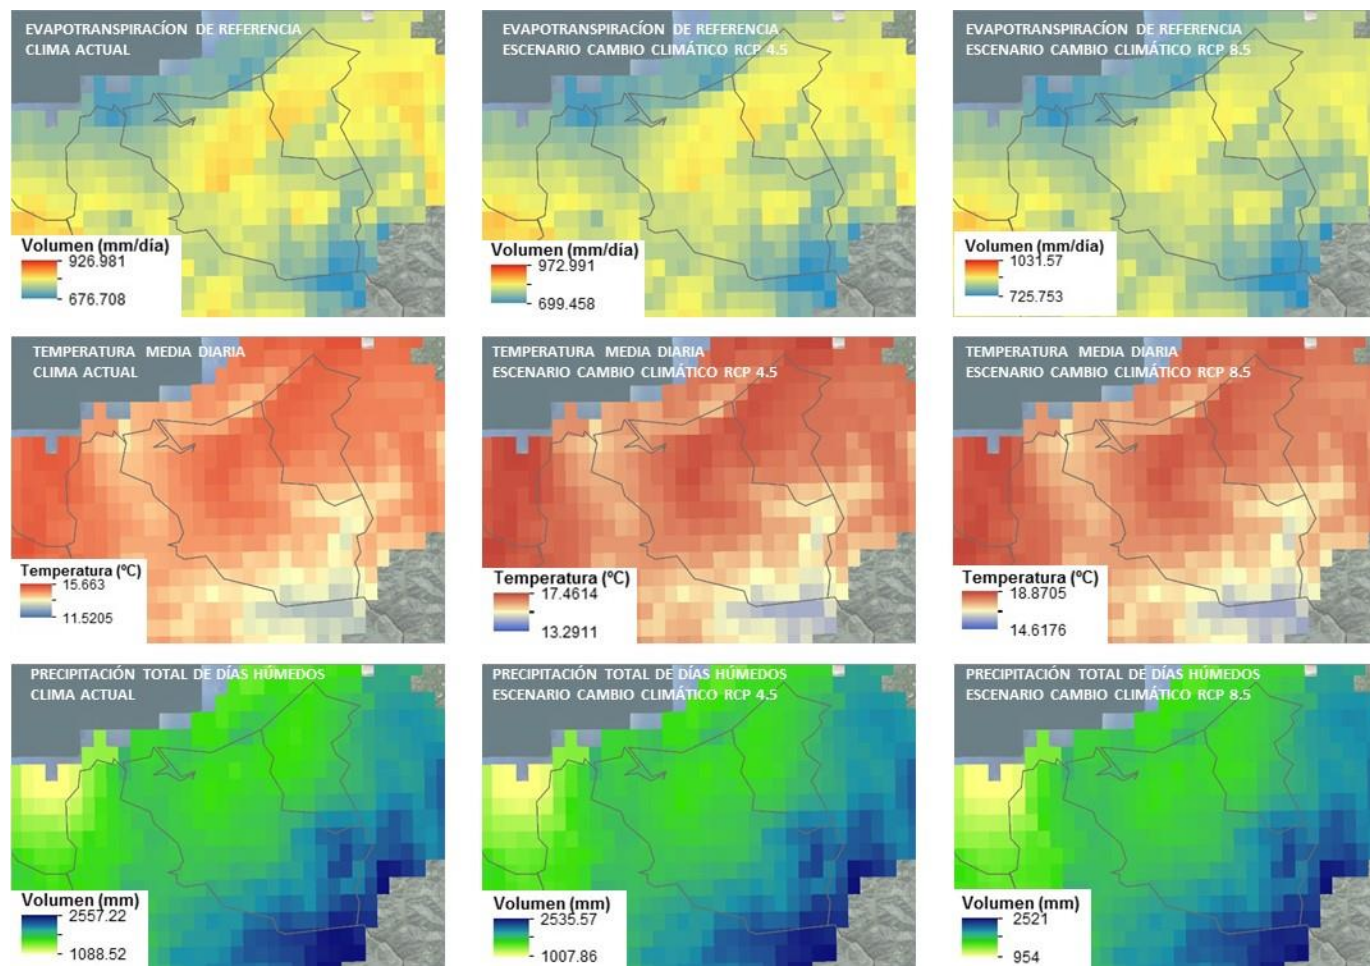 EVAPOTRANSPIRACÍON DE REFERENCIA
CLIMA ACTUAL
Volumen (mm/día)
926.981
676.708
EVAPOTRANSPIRACÍON DE REFERENCIA
ESCENARIO CAMBIO CLIMÁTICO RCP 4.5
Volumen (mm/día)
972.991
699.458
EVAPOTRANSPIRACÍON DE REFERENCIA
ESCENARIO CAMBIO CLIMÁTICO RCP 8.5
Volumen (mm/día)
1031.57
725.753
TEMPERATURA MEDIA DIARIA
CLIMA ACTUAL
Temperatura (ºC)
15.663
11.5205
TEMPERATURA MEDIA DIARIA
ESCENARIO CAMBIO CLIMÁTICO RCP 4.5
Temperatura (ºC)
17.4614
13.2911
TEMPERATURA MEDIA DIARIA
ESCENARIO CAMBIO CLIMÁTICO RCP 8.5
Temperatura (ºC)
18.8705
14.6176
PRECIPITACIÓN TOTAL DE DÍAS HÚMEDOS
CLIMA ACTUAL
Volumen (mm)
2557.22
1088.52
PRECIPITACIÓN TOTAL DE DÍAS HÚMEDOS
ESCENARIO CAMBIO CLIMÁTICO RCP 4.5
Volumen (mm)
2535.57
1007.86
PRECIPITACIÓN TOTAL DE DÍAS HÚMEDOS
ESCENARIO CAMBIO CLIMÁTICO RCP 8.5
Volumen (mm)
2521
954